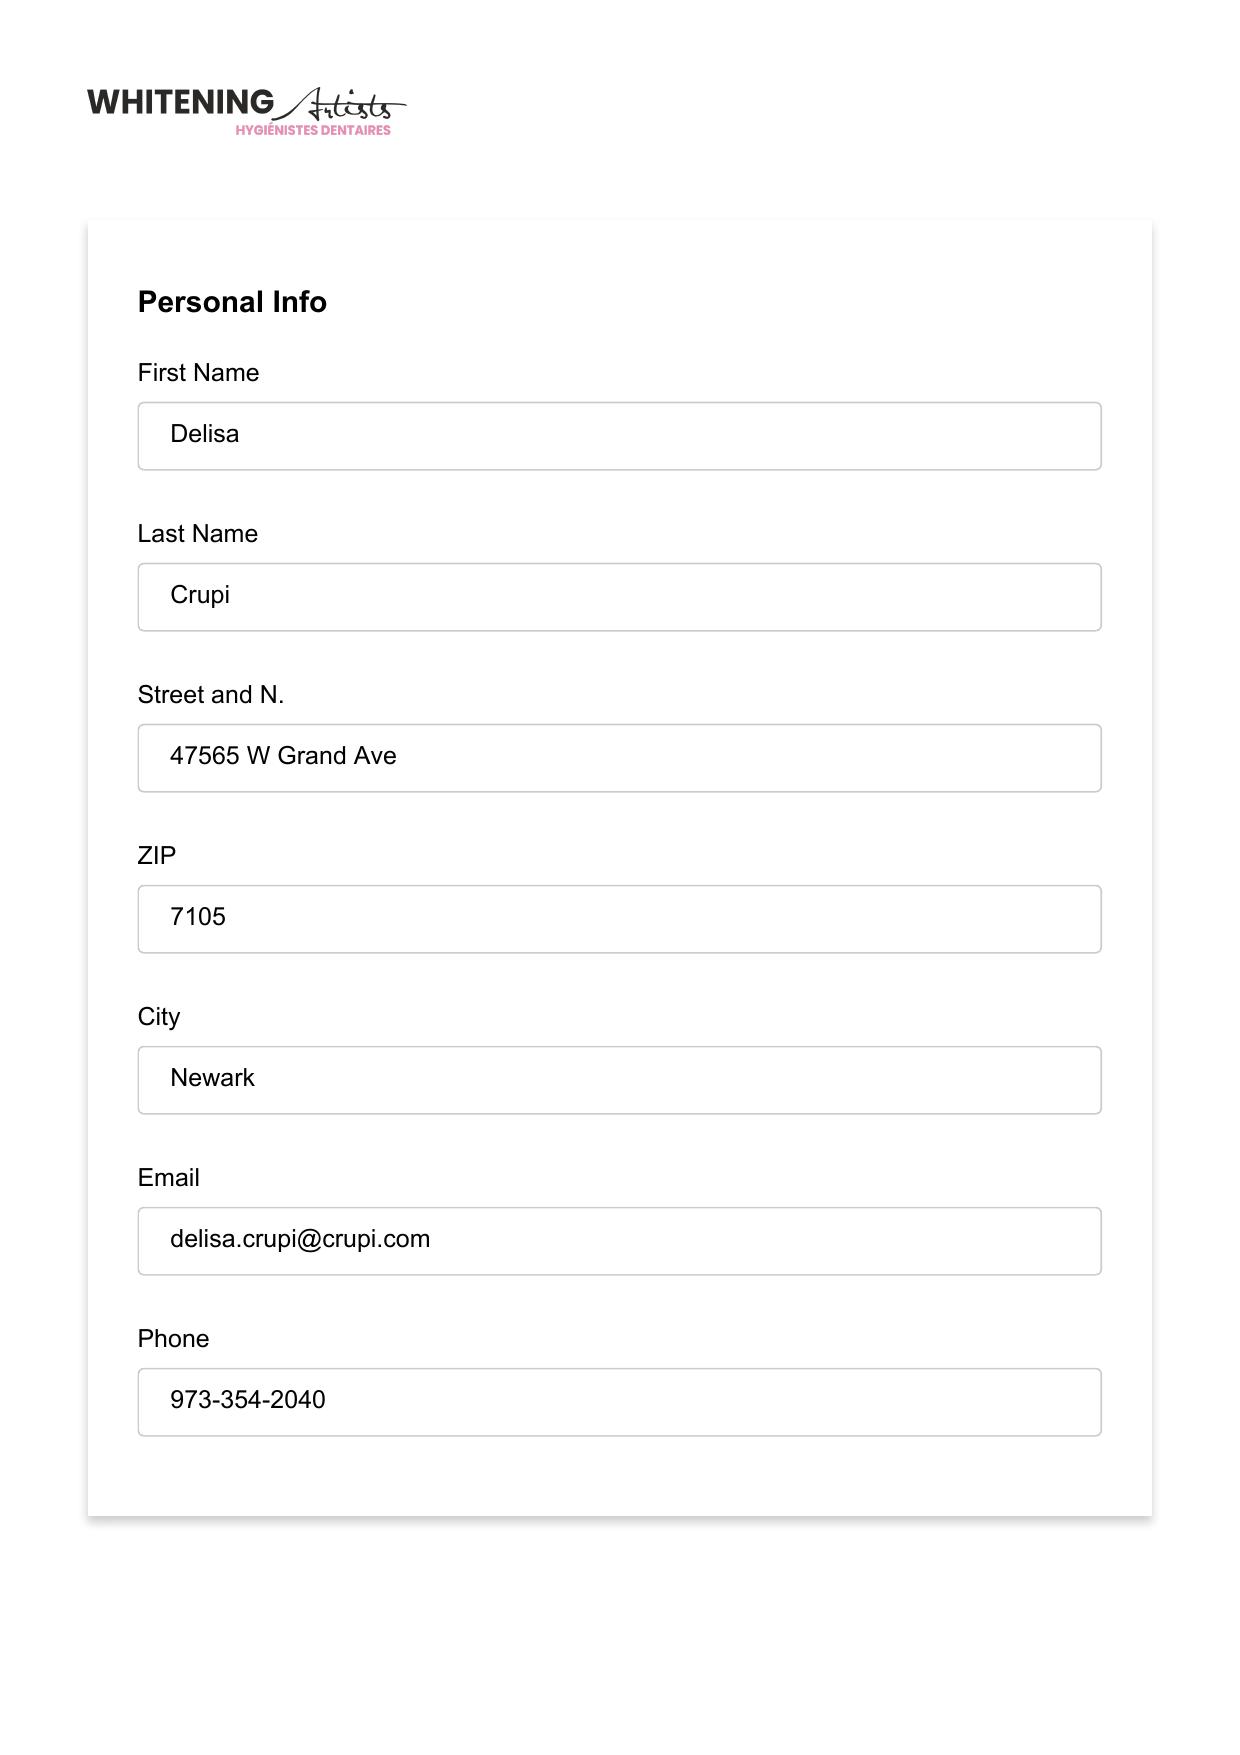 WHITENING Artists
HYGIÉNISTES DENTAIRES
Personal Info
First Name
Delisa
Last Name
Crupi
Street and N.
47565 W Grand Ave
ZIP
7105
City
Newark
Email
delisa.crupi@crupi.com
Phone
973-354-2040